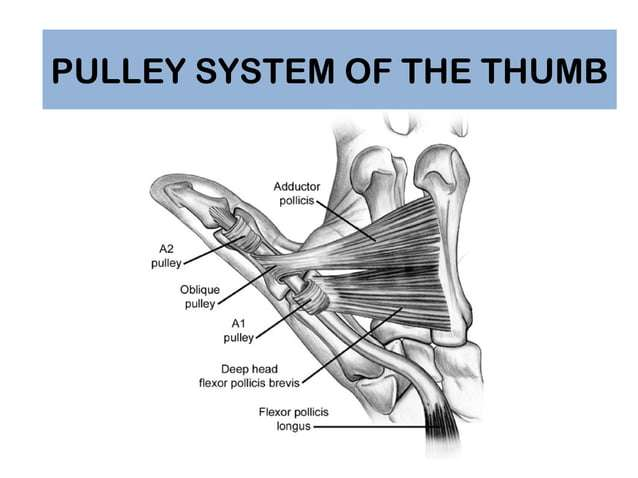 PULLEY SYSTEM OF THE THUMB
Adductor
pollicis
A2
pulley
Oblique
pulley
A1
pulley
Deep head
flexor pollicis brevis
Flexor pollicis
longus